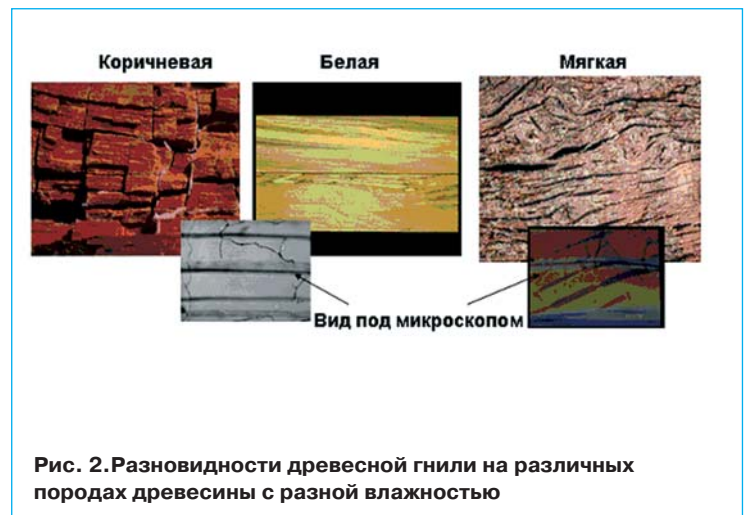 Коричневая Белая Мягкая
Вид под микроскопом
Рис. 2.Разновидности древесной гнили на различных
породах древесины с разной влажностью